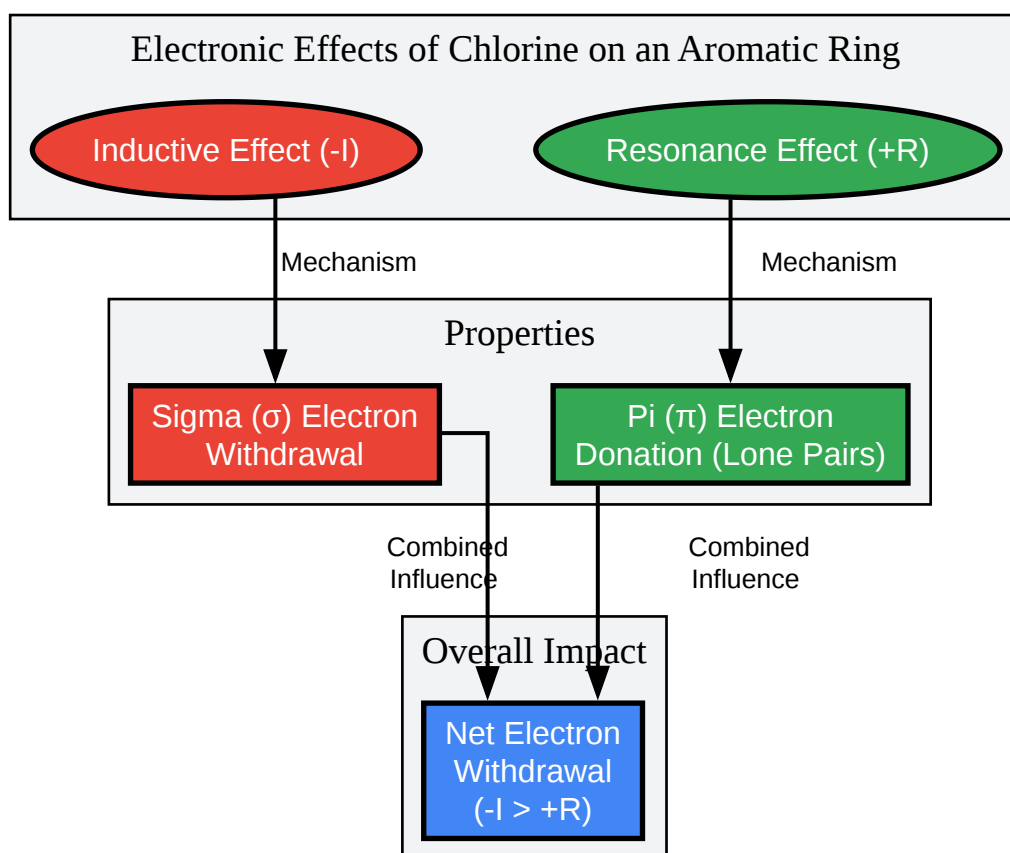 Electronic Effects of Chlorine on an Aromatic Ring
Inductive Effect (-I)
Resonance Effect (+R)
Mechanism
Mechanism
Properties
Sigma (σ) Electron
Withdrawal
Pi (π) Electron
Donation (Lone Pairs)
Combined
Influence
Combined
Influence
Overall Impact
Net Electron
Withdrawal
(-I > +R)